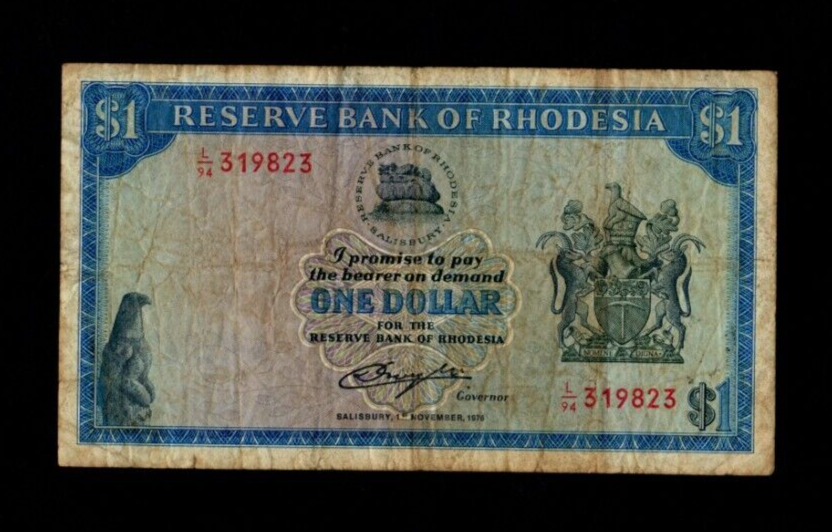 $1 RESERVE BANK OF RHODESIA $1
L/94 319823
RESERVE BANK OF RHODESIA
SALISBURY
I promise to pay
the bearer on demand
ONE DOLLAR
FOR THE
RESERVE BANK OF RHODESIA
Governor
SALISBURY, 1ST NOVEMBER, 1978
L/94 319823 $1